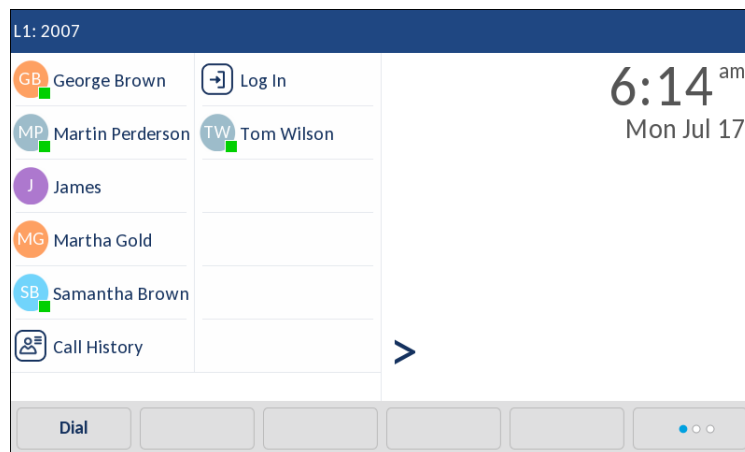 L1: 2007
GB George Brown
Log In
6:14 am
MP Martin Perderson
TW Tom Wilson
Mon Jul 17
J James
MG Martha Gold
SB Samantha Brown
Call History
>
Dial